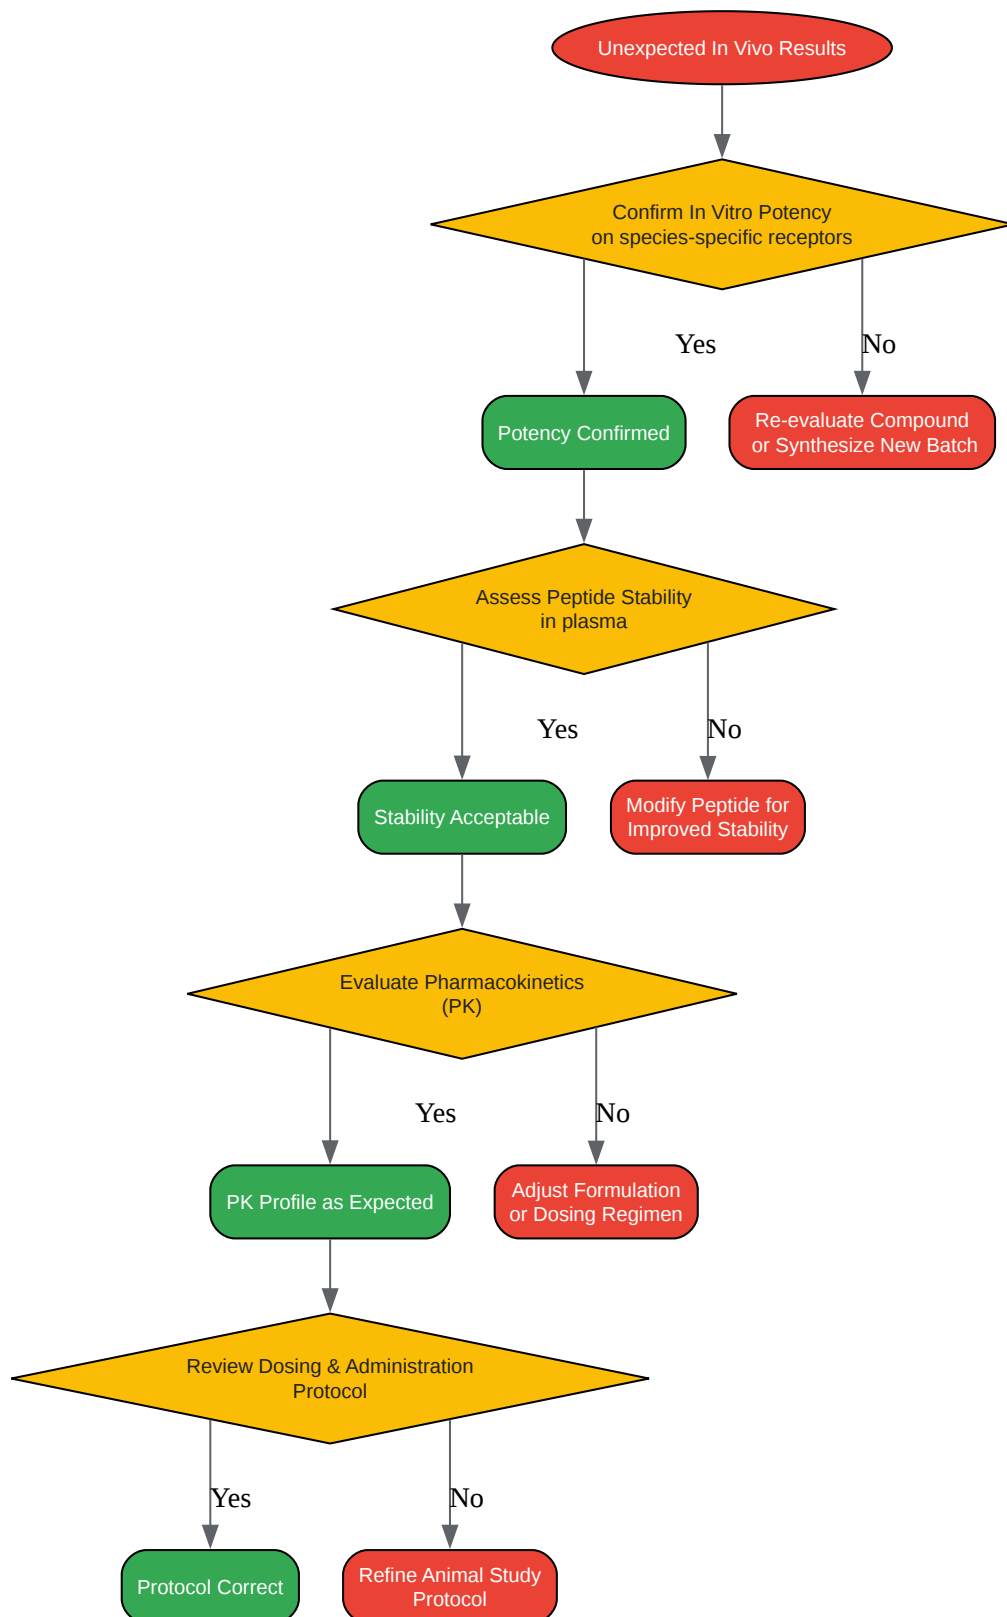 Unexpected In Vivo Results
Confirm In Vitro Potency
on species-specific receptors
Yes
No
Potency Confirmed
Re-evaluate Compound
or Synthesize New Batch
Assess Peptide Stability
in plasma
Yes
No
Stability Acceptable
Modify Peptide for
Improved Stability
Evaluate Pharmacokinetics
(PK)
Yes
No
PK Profile as Expected
Adjust Formulation
or Dosing Regimen
Review Dosing & Administration
Protocol
Yes
No
Protocol Correct
Refine Animal Study
Protocol